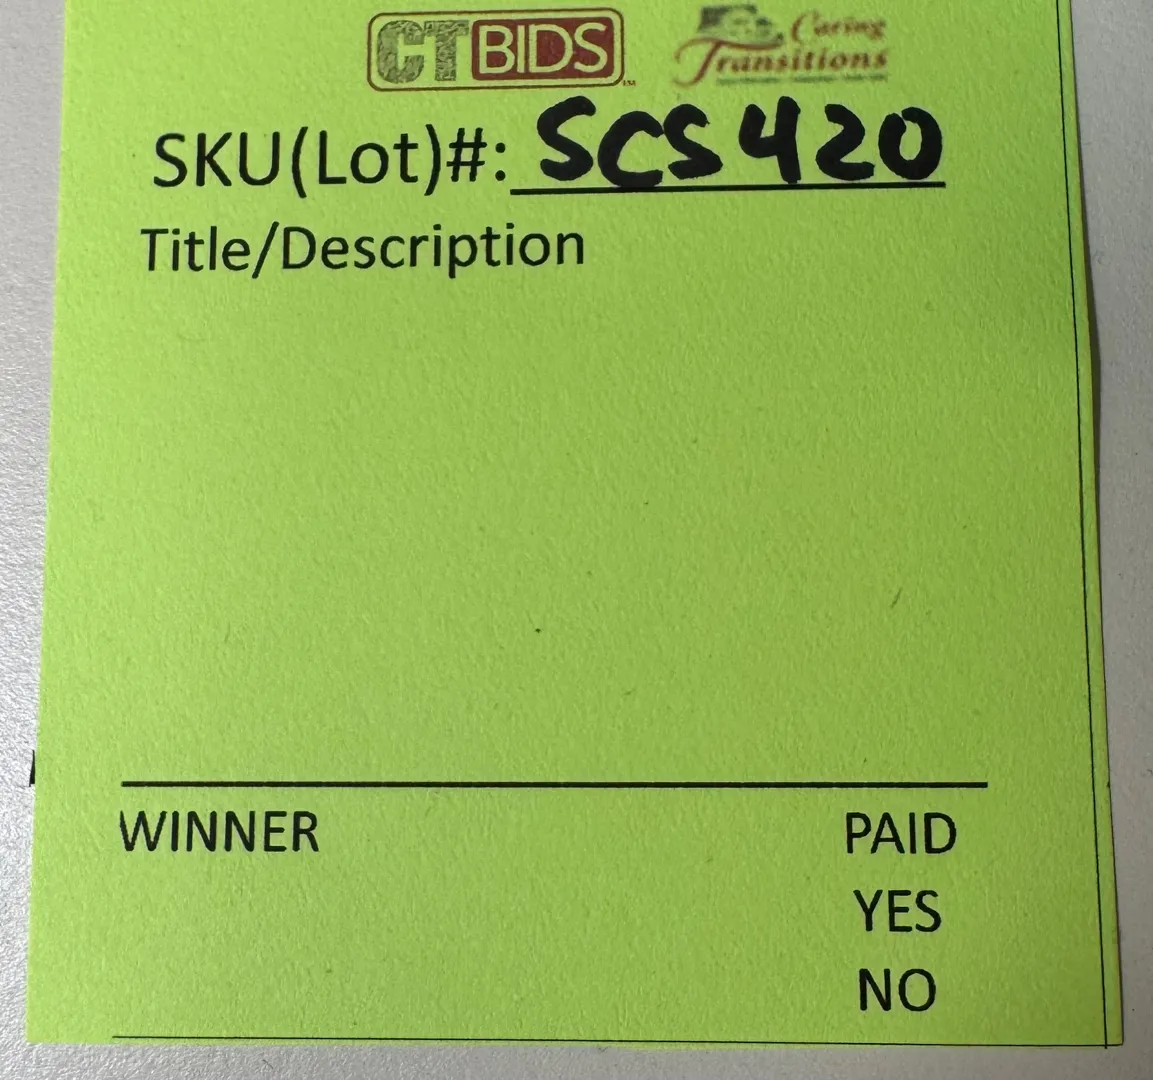 CTBIDS
Caring
Transitions
SKU(Lot)#: SCS420
Title/Description
WINNER
PAID
YES
NO